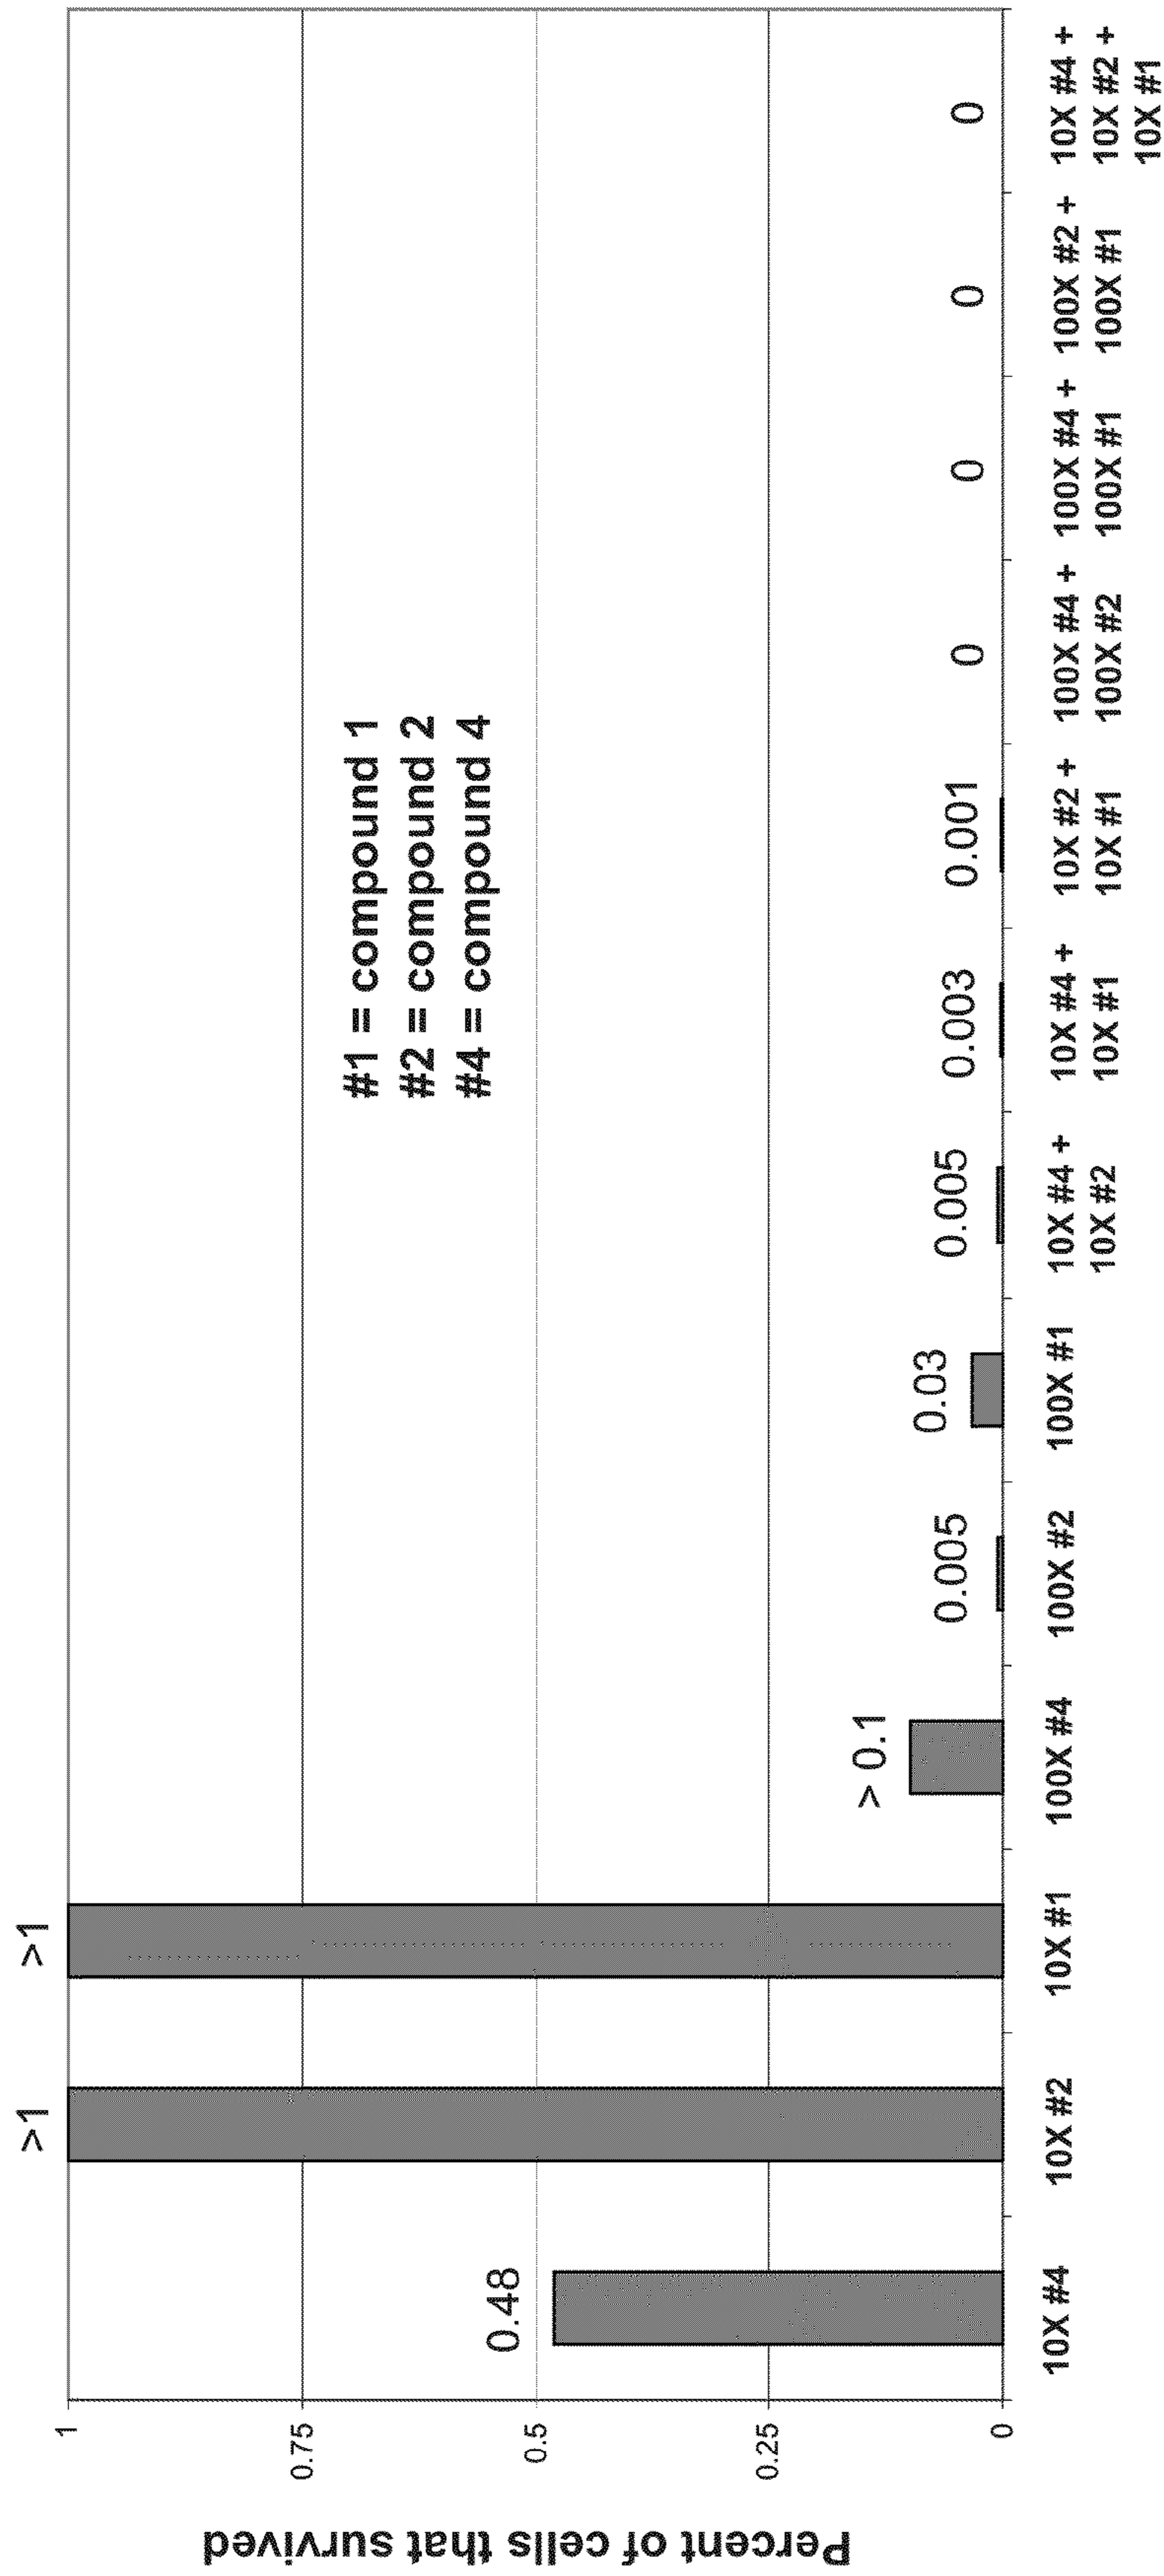 Percent of cells that survived
1
0.75
0.5
0.25
0
0.48
>1
>1
> 0.1
0.005
0.03
0.005
0.003
0.001
0
0
0
0
#1 = compound 1
#2 = compound 2
#4 = compound 4
10X #4
10X #2
10X #1
100X #4
100X #2
100X #1
10X #4 +
10X #2
10X #4 +
10X #1
10X #2 +
10X #1
100X #4 +
100X #2
100X #4 +
100X #1
100X #2 +
100X #1
10X #4 +
10X #2 +
10X #1